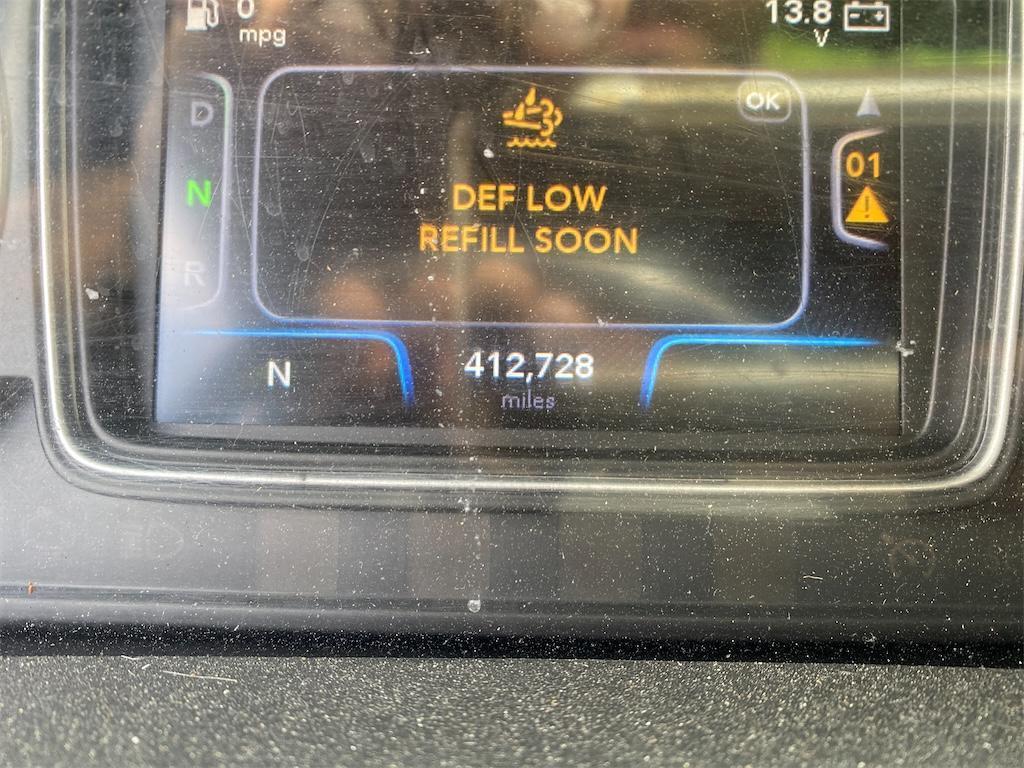 0
mpg
13.8
V
D
N
R
OK
DEF LOW
REFILL SOON
01
N
412,728
miles